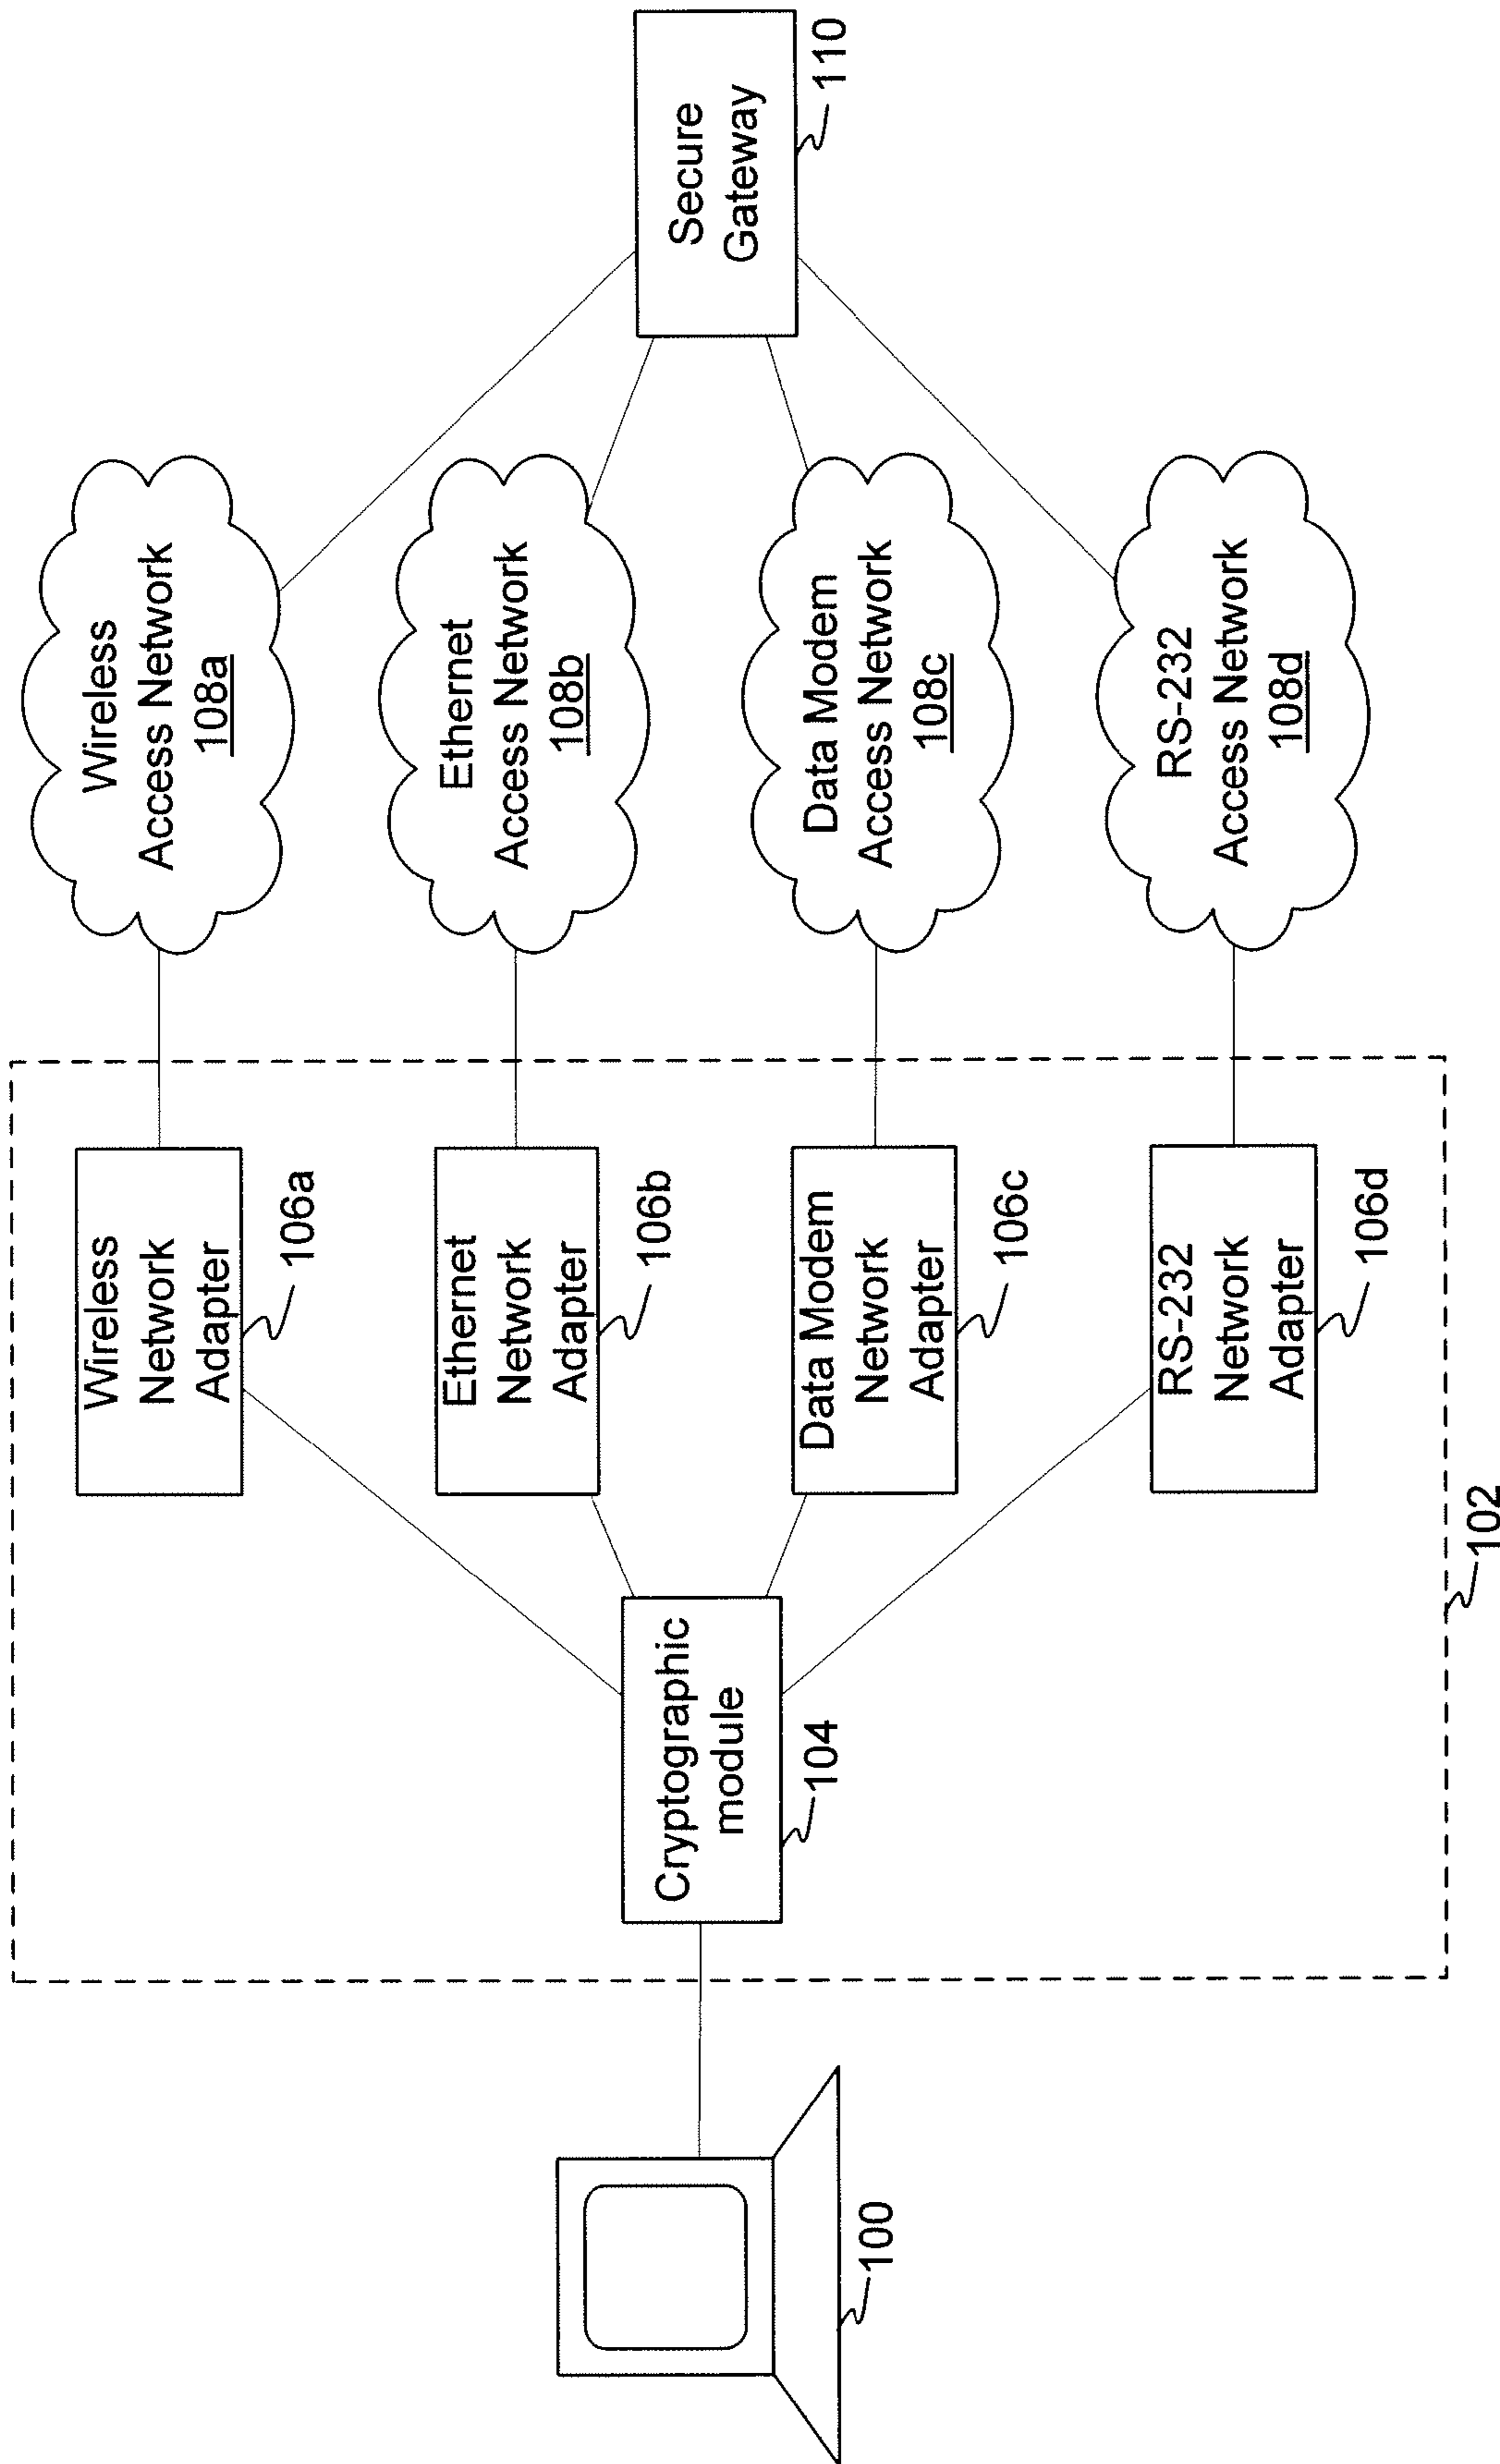 100
Cryptographic
module
104
Wireless
Network
Adapter
106a
Ethernet
Network
Adapter
106b
Data Modem
Network
Adapter
106c
RS-232
Network
Adapter
106d
102
Wireless
Access Network
108a
Ethernet
Access Network
108b
Data Modem
Access Network
108c
RS-232
Access Network
108d
Secure
Gateway
110